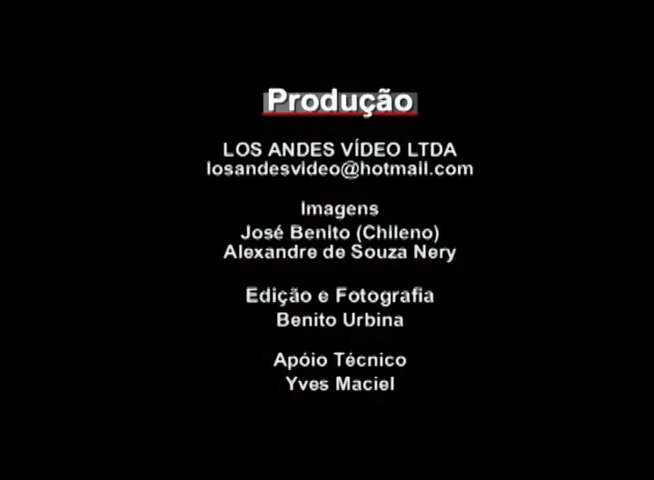 Produção
LOS ANDES VÍDEO LTDA
losandesvideo@hotmail.com
Imagens
José Benito (Chileno)
Alexandre de Souza Nery
Edição e Fotografia
Benito Urbina
Apóio Técnico
Yves Maciel